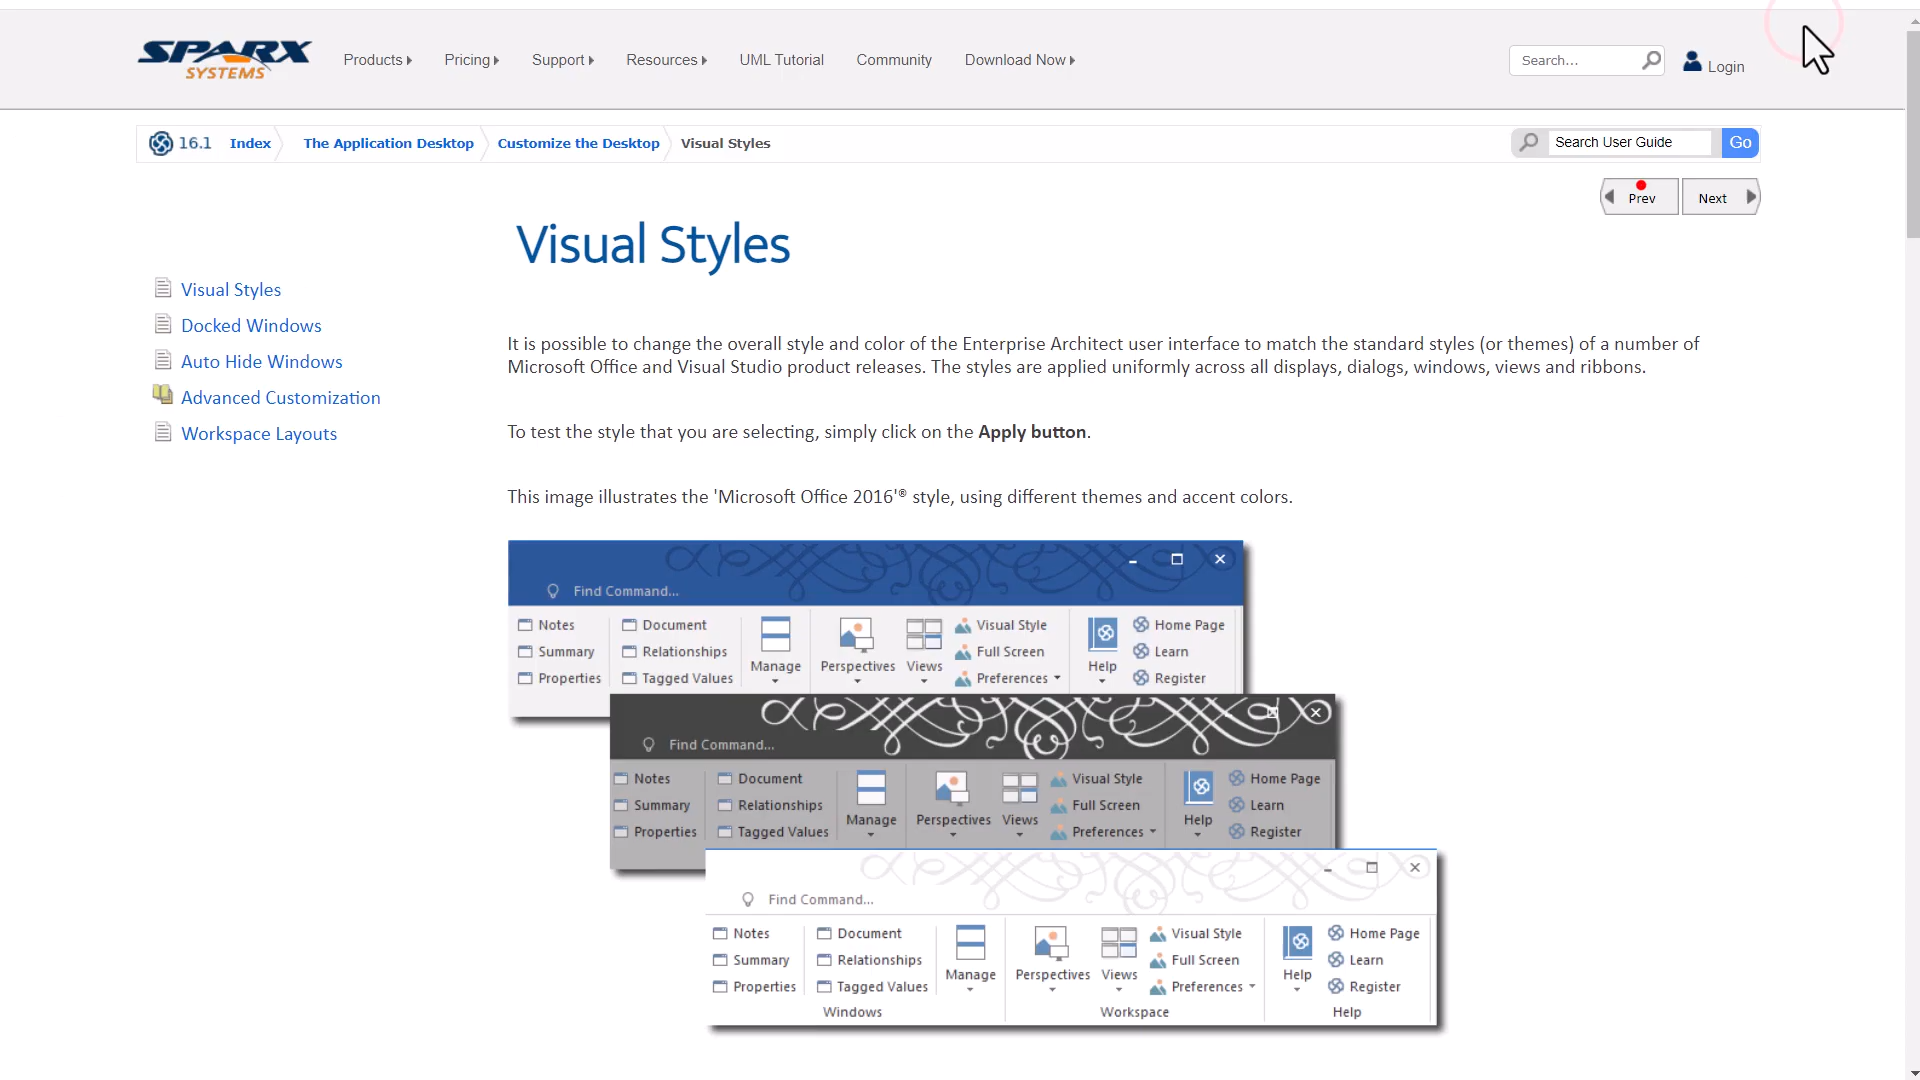 SPARX
SYSTEMS
Products
Pricing
Support
Resources
UML Tutorial
Community
Download Now
Search...
Login
16.1
Index
The Application Desktop
Customize the Desktop
Visual Styles
Search User Guide
Go
Prev
Next
Visual Styles
Visual Styles
Docked Windows
Auto Hide Windows
Advanced Customization
Workspace Layouts
It is possible to change the overall style and color of the Enterprise Architect user interface to match the standard styles (or themes) of a number of
Microsoft Office and Visual Studio product releases. The styles are applied uniformly across all displays, dialogs, windows, views and ribbons.
To test the style that you are selecting, simply click on the Apply button.
This image illustrates the 'Microsoft Office 2016'® style, using different themes and accent colors.
Find Command...
Notes
Summary
Properties
Document
Relationships
Tagged Values
Manage
Perspectives
Views
Visual Style
Full Screen
Preferences
Help
Home Page
Learn
Register
Find Command...
Notes
Summary
Properties
Document
Relationships
Tagged Values
Manage
Perspectives
Views
Visual Style
Full Screen
Preferences
Help
Home Page
Learn
Register
Find Command...
Notes
Summary
Properties
Document
Relationships
Tagged Values
Manage
Windows
Perspectives
Views
Visual Style
Full Screen
Preferences
Workspace
Help
Home Page
Learn
Register
Help